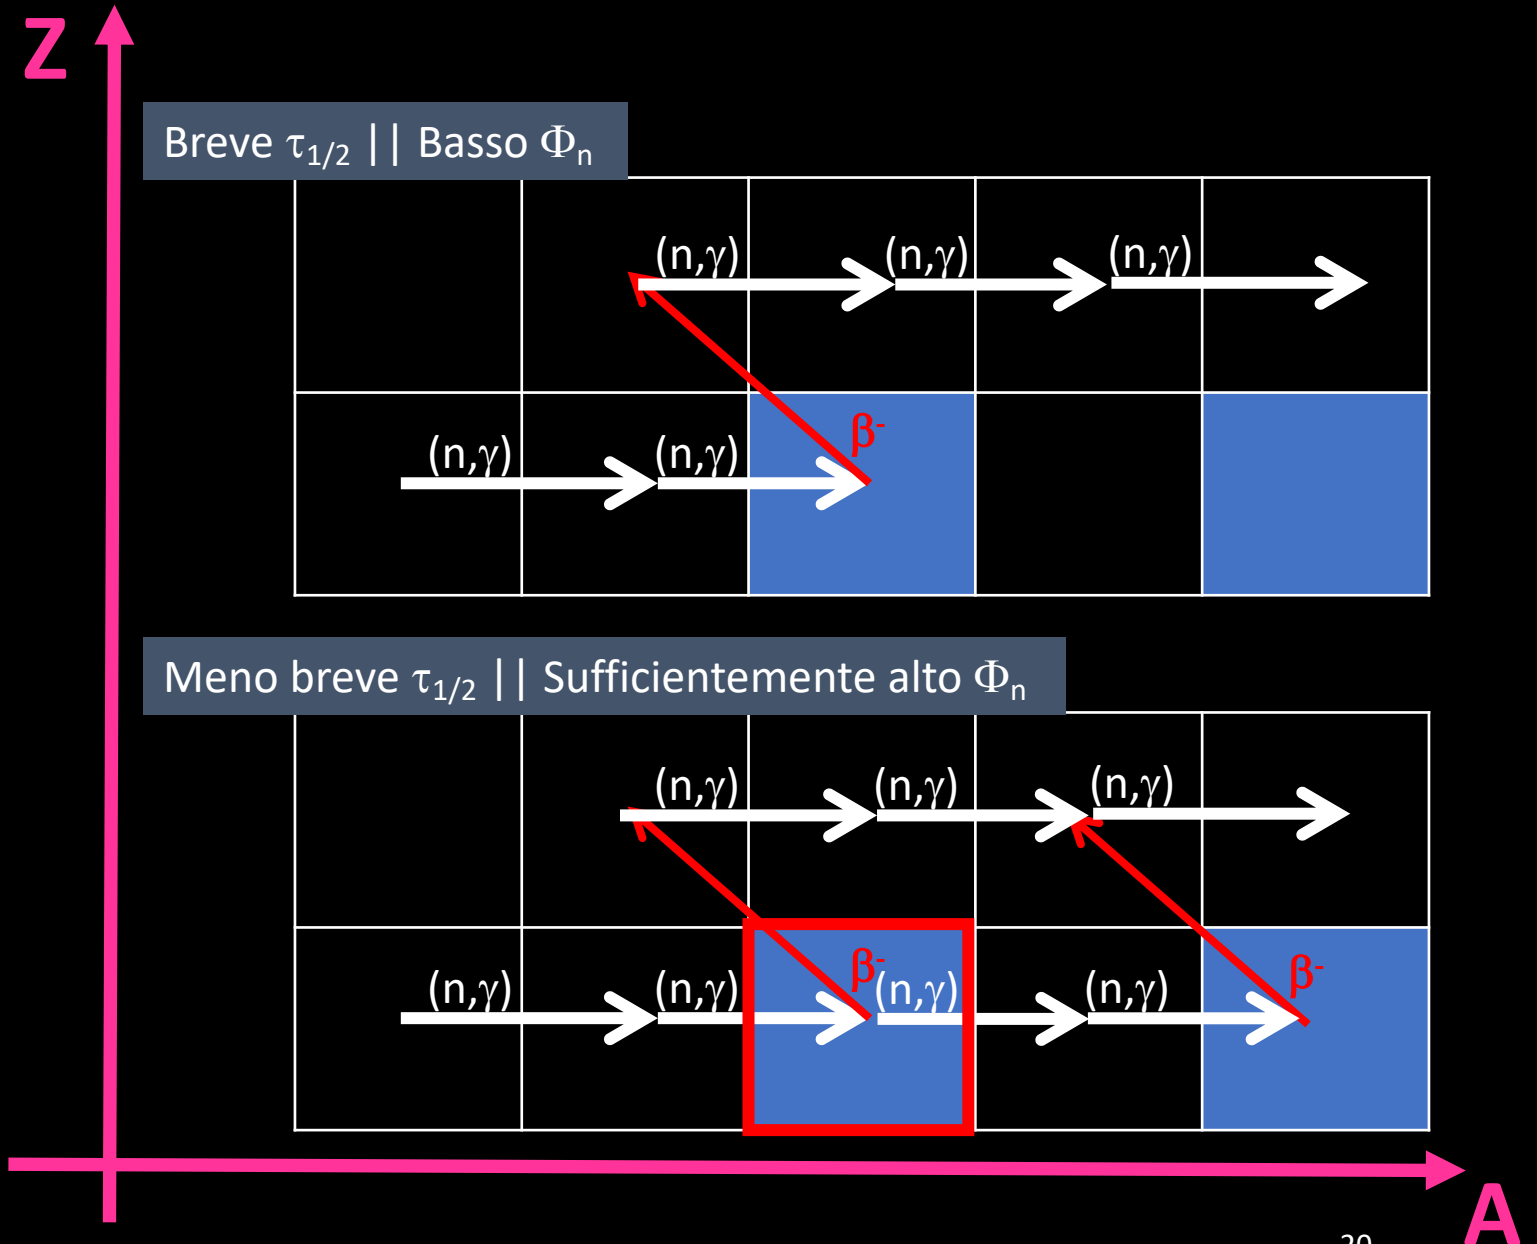 Z
Breve τ1/2 || Basso Φn
(n,γ) (n,γ) (n,γ)
β-
(n,γ) (n,γ)
Meno breve τ1/2 || Sufficientemente alto Φn
(n,γ) (n,γ) (n,γ)
β- β-
(n,γ) (n,γ) (n,γ) (n,γ)
A